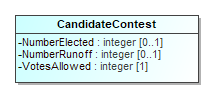 CandidateContest
-NumberElected : integer [0..1]
-NumberRunoff : integer [0..1]
-VotesAllowed : integer [1]